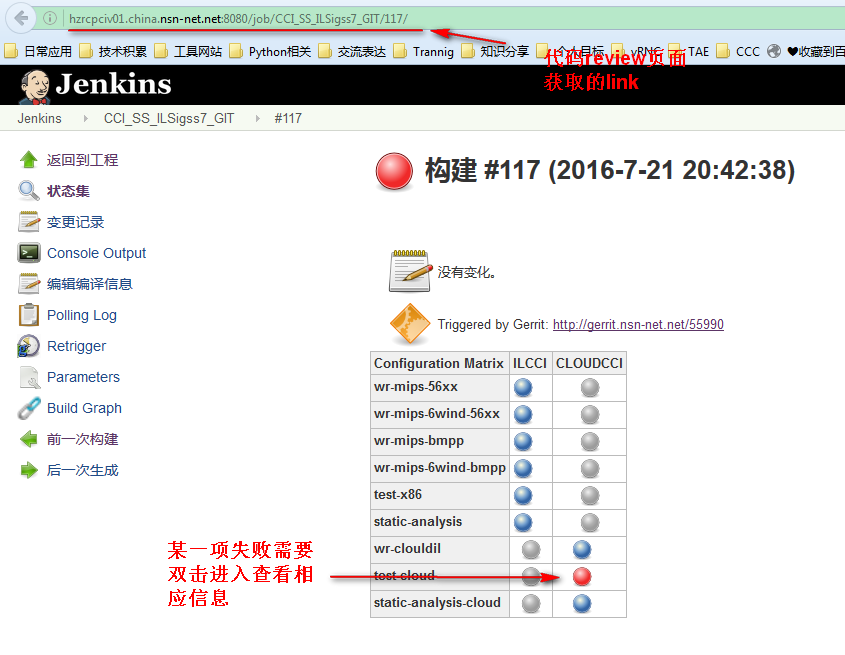 hzrcpciv01.china.nsn-net.net:8080/job/CCI_SS_ILSigss7_GIT/117/
日常应用 技术积累 工具网站 Python相关 交流表达 Trannig 知识分享 个人目标 vRNC TAE CCC ♥收藏到百
代码review页面
获取的link
Jenkins
Jenkins CCI_SS_ILSigss7_GIT #117
返回到工程
状态集
变更记录
Console Output
编辑编译信息
Polling Log
Retrigger
Parameters
Build Graph
前一次构建
后一次生成
构建 #117 (2016-7-21 20:42:38)
没有变化。
Triggered by Gerrit: http://gerrit.nsn-net.net/55990
Configuration Matrix ILCCI CLOUDCCI
wr-mips-56xx
wr-mips-6wind-56xx
wr-mips-bmpp
wr-mips-6wind-bmpp
test-x86
static-analysis
wr-clouldil
test-cloud
static-analysis-cloud
某一项失败需要
双击进入查看相
应信息